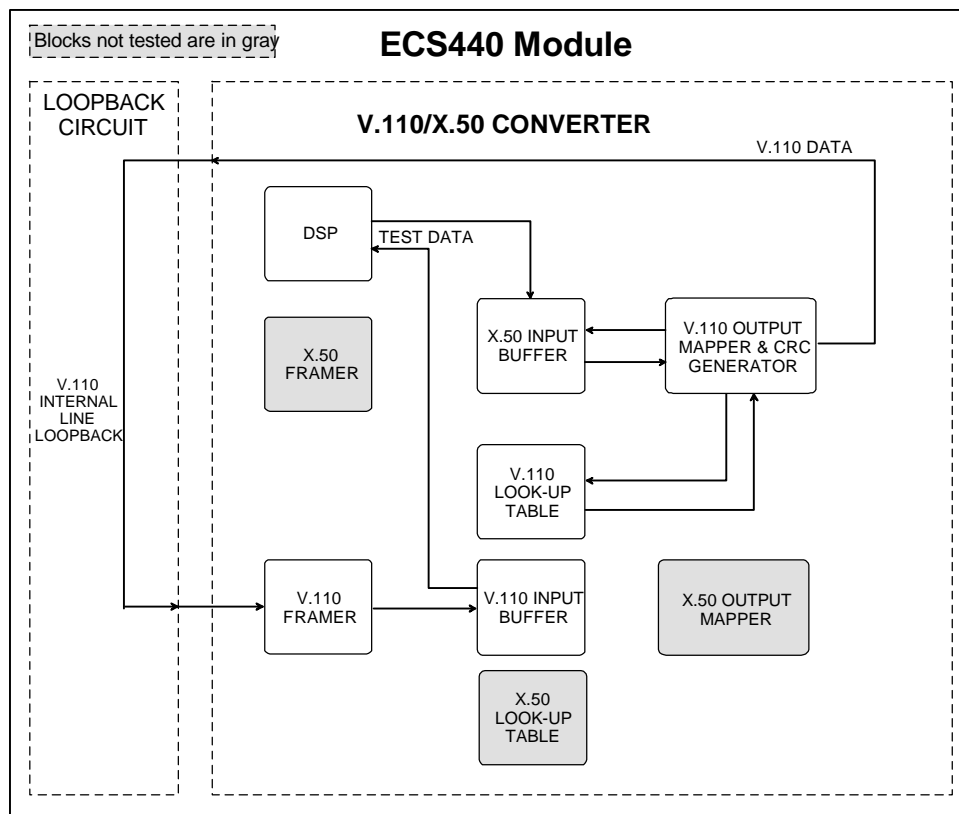 Blocks not tested are in gray
ECS440 Module
LOOPBACK
CIRCUIT
V.110/X.50 CONVERTER
V.110 DATA
DSP
TEST DATA
X.50 INPUT
BUFFER
V.110 OUTPUT
MAPPER & CRC
GENERATOR
X.50
FRAMER
V.110
INTERNAL
LINE
LOOPBACK
V.110
LOOK-UP
TABLE
V.110
FRAMER
V.110 INPUT
BUFFER
X.50 OUTPUT
MAPPER
X.50
LOOK-UP
TABLE